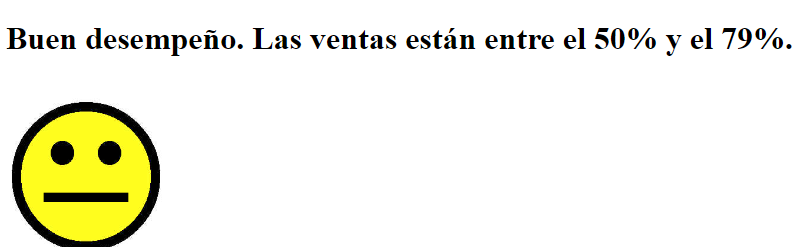 Buen desempeño. Las ventas están entre el 50% y el 79%.